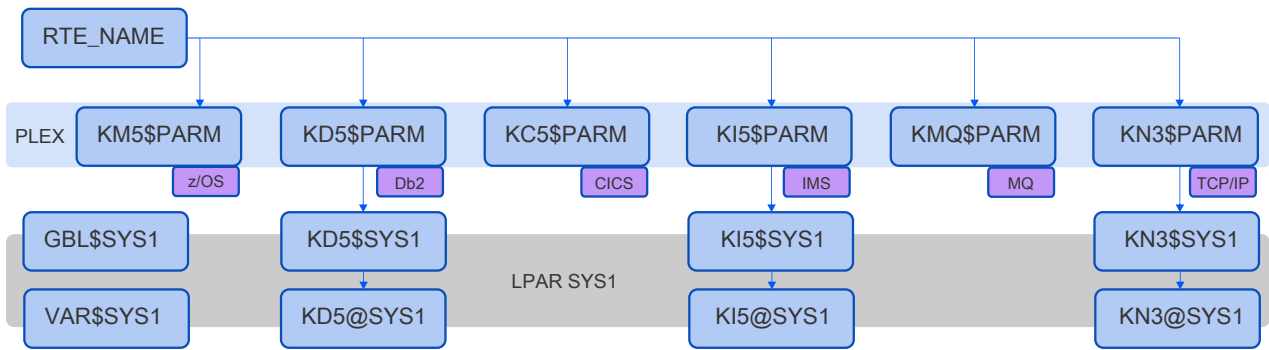 RTE_NAME
PLEX
KM5$PARM
KD5$PARM
KC5$PARM
KI5$PARM
KMQ$PARM
KN3$PARM
z/OS
Db2
CICS
IMS
MQ
TCP/IP
GBL$SYS1
KD5$SYS1
KI5$SYS1
KN3$SYS1
LPAR SYS1
VAR$SYS1
KD5@SYS1
KI5@SYS1
KN3@SYS1